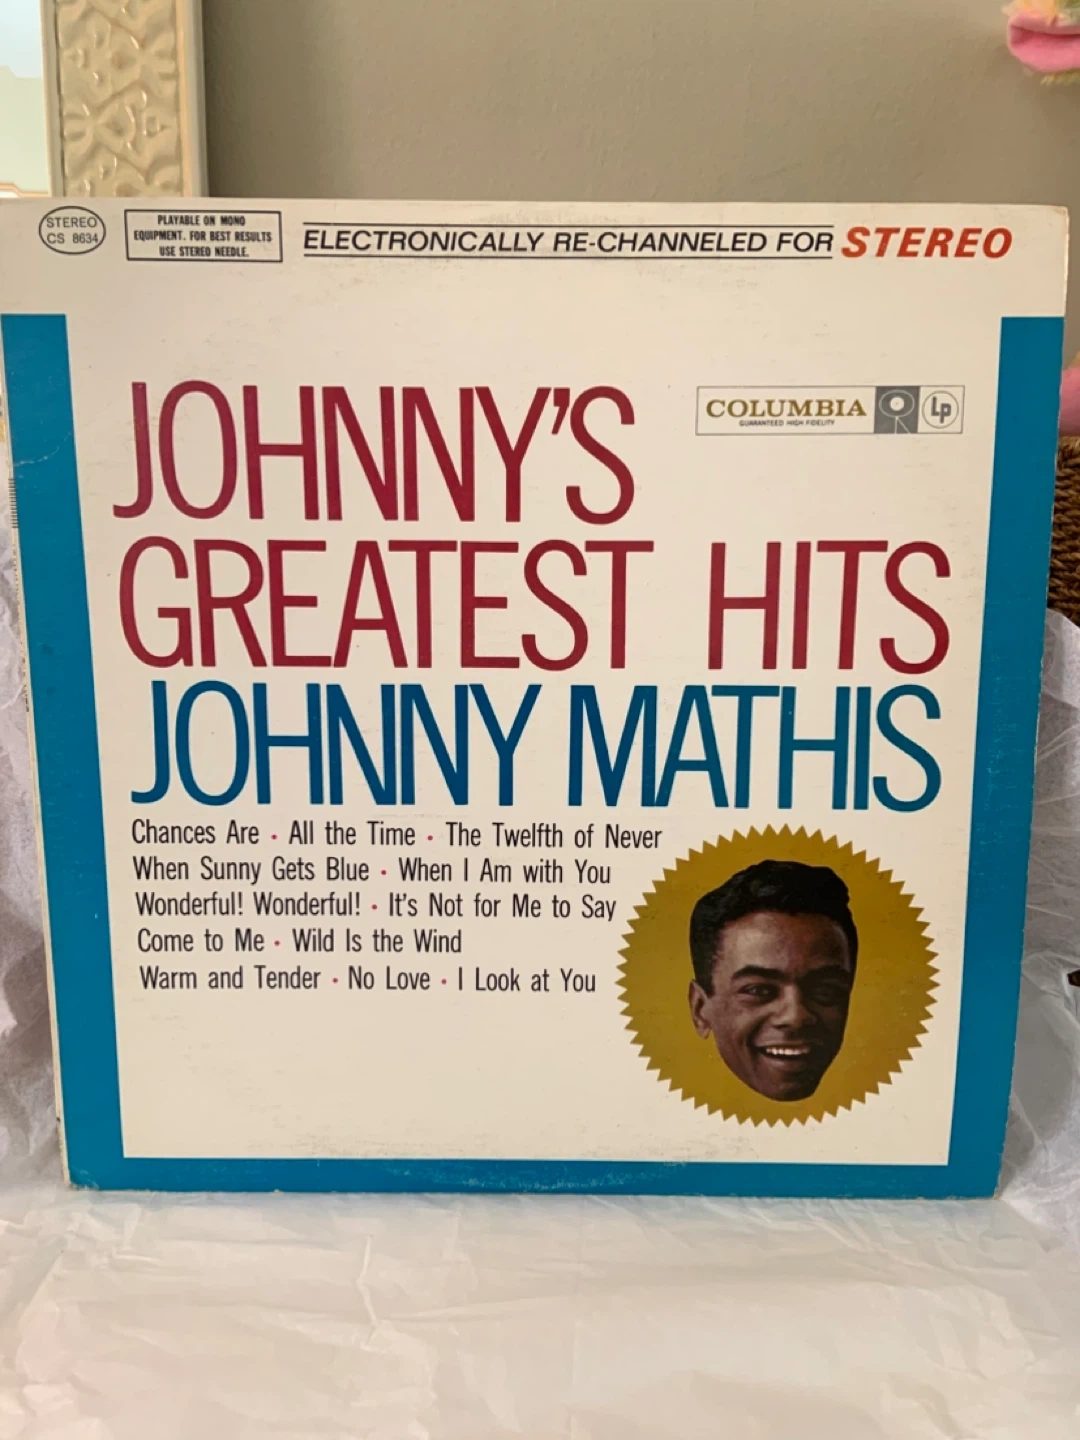 STEREO
CS 8634
PLAYABLE ON MONO
EQUIPMENT. FOR BEST RESULTS
USE STEREO NEEDLE.
ELECTRONICALLY RE-CHANNELED FOR STEREO
COLUMBIA Lp
GUARANTEED HIGH FIDELITY
JOHNNY'S
GREATEST HITS
JOHNNY MATHIS
Chances Are • All the Time • The Twelfth of Never
When Sunny Gets Blue • When I Am with You
Wonderful! Wonderful! • It's Not for Me to Say
Come to Me • Wild Is the Wind
Warm and Tender • No Love • I Look at You